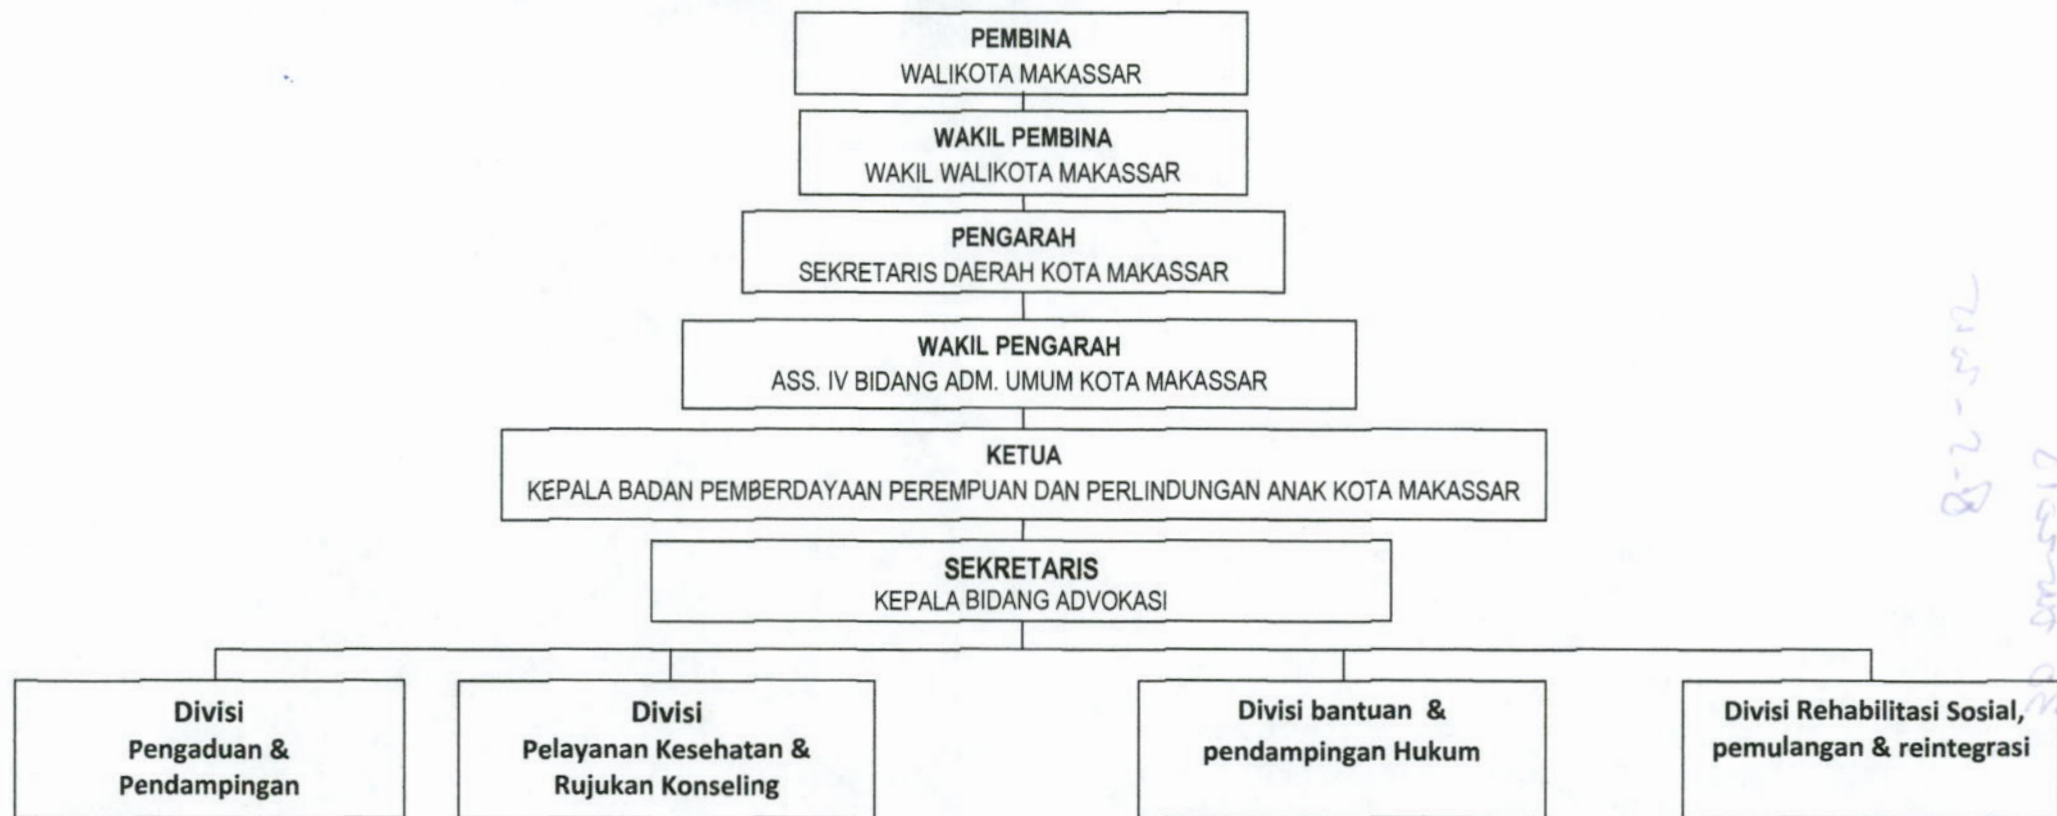 PEMBINA
WALIKOTA MAKASSAR
WAKIL PEMBINA
WAKIL WALIKOTA MAKASSAR
PENGARAH
SEKRETARIS DAERAH KOTA MAKASSAR
WAKIL PENGARAH
ASS. IV BIDANG ADM. UMUM KOTA MAKASSAR
KETUA
KEPALA BADAN PEMBERDAYAAN PEREMPUAN DAN PERLINDUNGAN ANAK KOTA MAKASSAR
SEKRETARIS
KEPALA BIDANG ADVOKASI
Divisi
Pengaduan &
Pendampingan
Divisi
Pelayanan Kesehatan &
Rujukan Konseling
Divisi bantuan &
pendampingan Hukum
Divisi Rehabilitasi Sosial,
pemulangan & reintegrasi